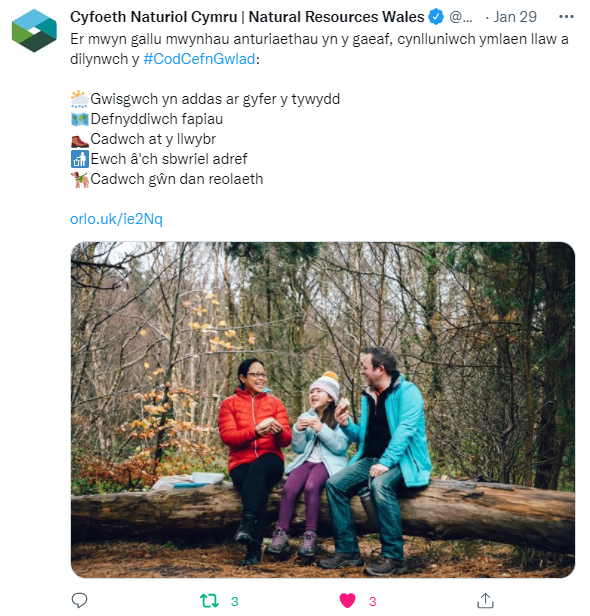 Cyfoeth Naturiol Cymru | Natural Resources Wales @... · Jan 29
Er mwyn gallu mwynhau anturiaethau yn y gaeaf, cynlluniwch ymlaen llaw a
dilynwch y #CodCefnGwlad:
🌦️Gwisgwch yn addas ar gyfer y tywydd
🗺️Defnyddiwch fapiau
🥾Cadwch at y llwybr
🚮Ewch â'ch sbwriel adref
🐕‍🦺Cadwch gŵn dan reolaeth
orlo.uk/ie2Nq
3 3